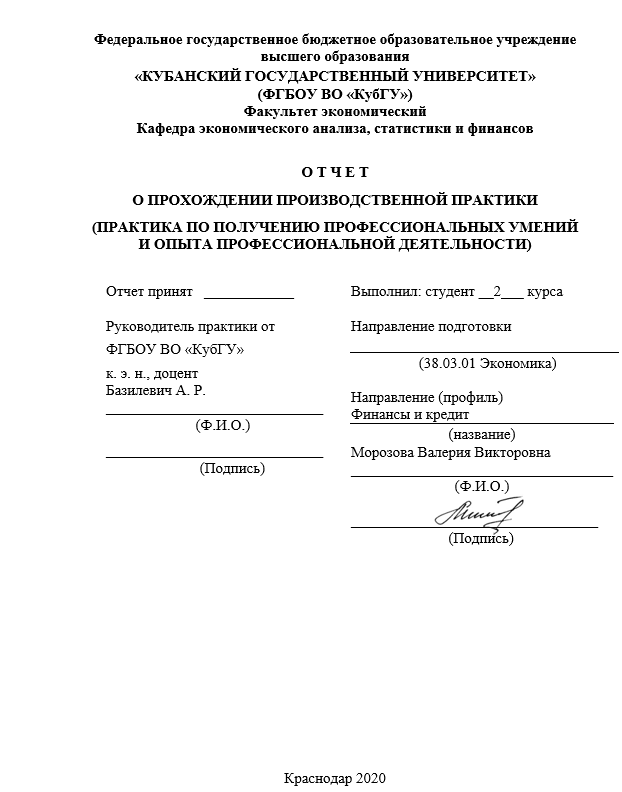 Федеральное государственное бюджетное образовательное учреждение
высшего образования
«КУБАНСКИЙ ГОСУДАРСТВЕННЫЙ УНИВЕРСИТЕТ»
(ФГБОУ ВО «КубГУ»)
Факультет экономический
Кафедра экономического анализа, статистики и финансов
О Т Ч Е Т
О ПРОХОЖДЕНИИ ПРОИЗВОДСТВЕННОЙ ПРАКТИКИ
(ПРАКТИКА ПО ПОЛУЧЕНИЮ ПРОФЕССИОНАЛЬНЫХ УМЕНИЙ
И ОПЫТА ПРОФЕССИОНАЛЬНОЙ ДЕЯТЕЛЬНОСТИ)
Отчет принят ____________
Руководитель практики от
ФГБОУ ВО «КубГУ»
к. э. н., доцент
Базилевич А. Р.
(Ф.И.О.)
(Подпись)
Выполнил: студент __2___ курса
Направление подготовки
(38.03.01 Экономика)
Направление (профиль)
Финансы и кредит
(название)
Морозова Валерия Викторовна
(Ф.И.О.)
(Подпись)
Краснодар 2020